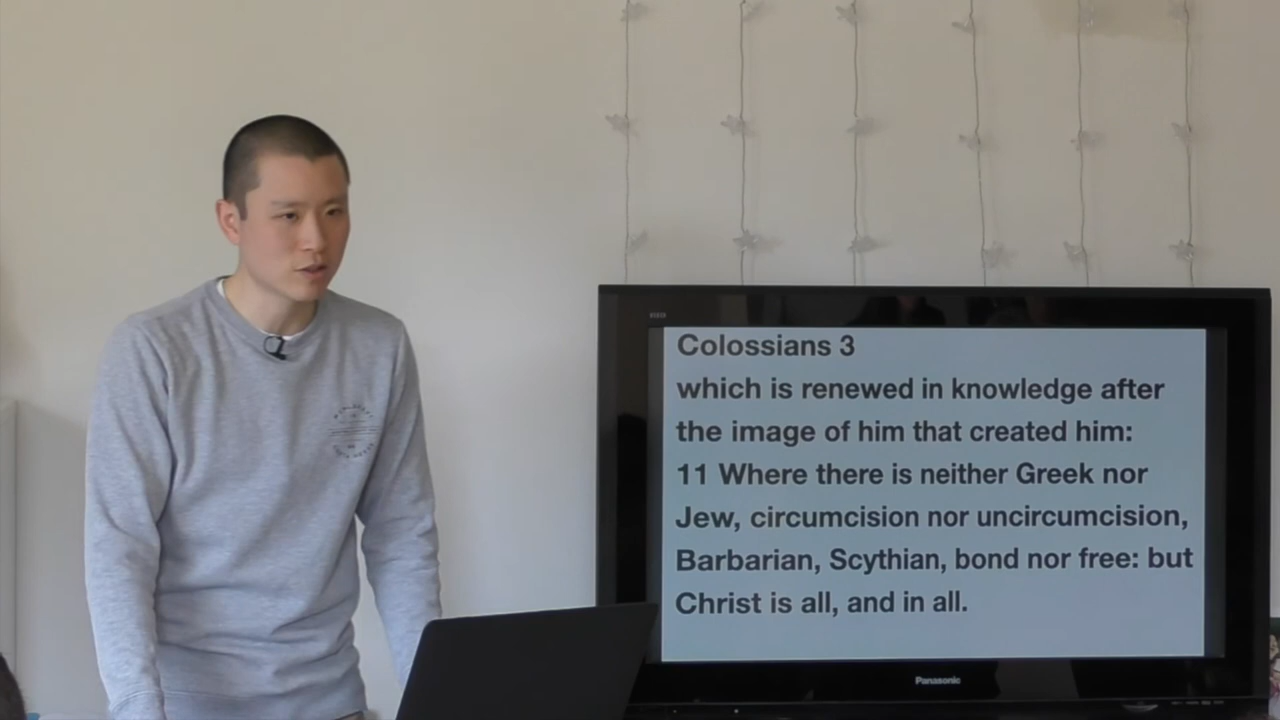 Colossians 3
which is renewed in knowledge after
the image of him that created him:
11 Where there is neither Greek nor
Jew, circumcision nor uncircumcision,
Barbarian, Scythian, bond nor free: but
Christ is all, and in all.
Panasonic